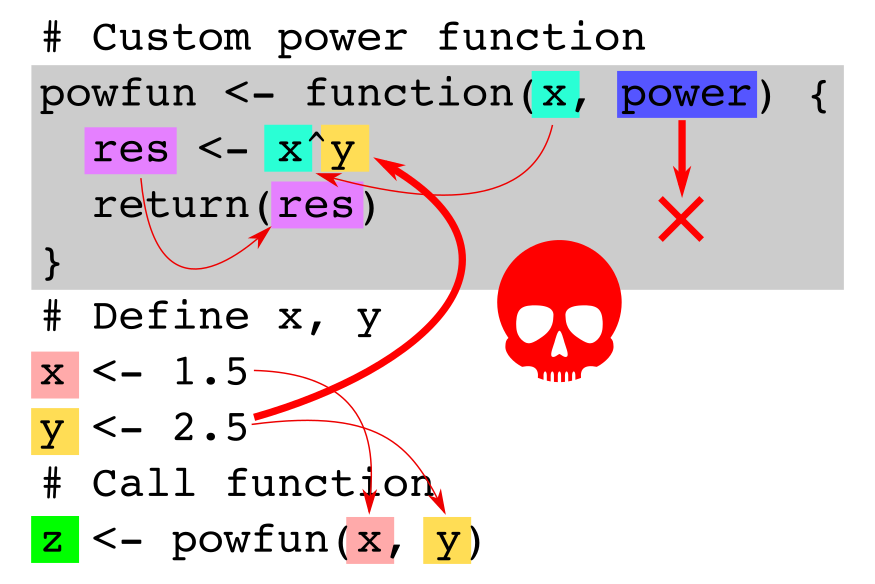 # Custom power function
powfun <- function(x, power) {
res <- x^y
return(res)
}
# Define x, y
x <- 1.5
y <- 2.5
# Call function
z <- powfun(x, y)